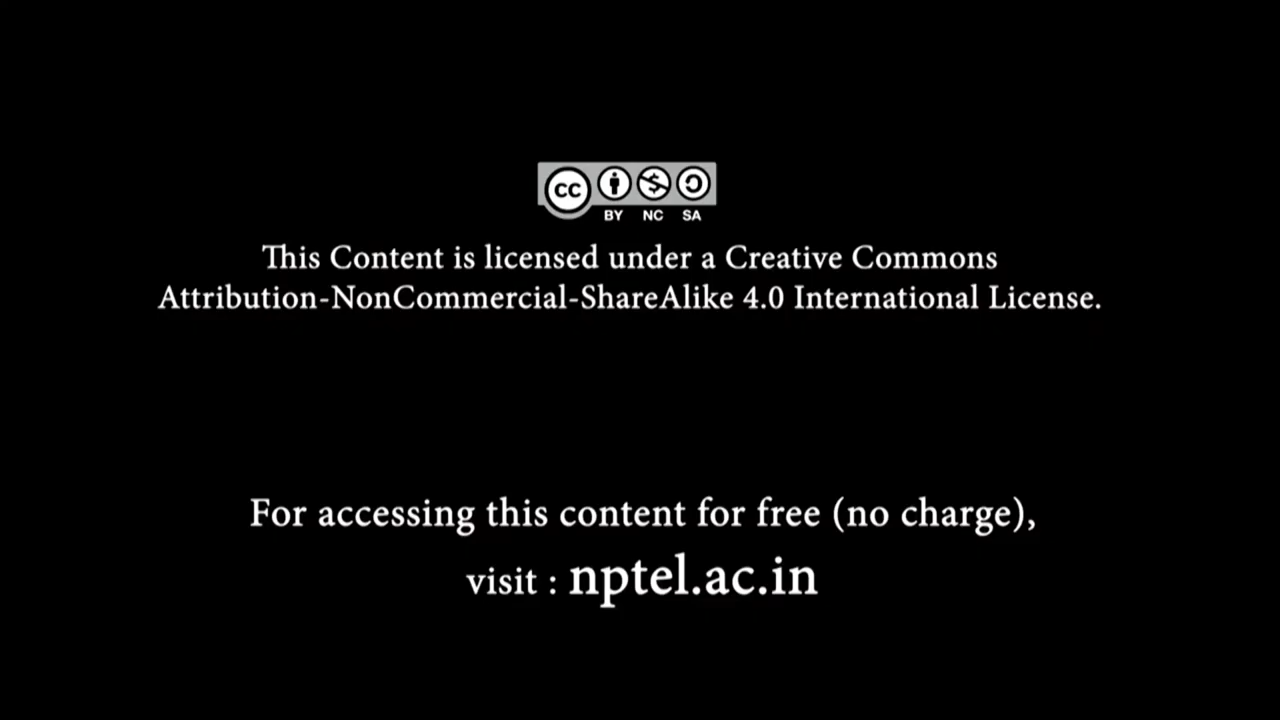 CC BY NC SA
This Content is licensed under a Creative Commons
Attribution-NonCommercial-ShareAlike 4.0 International License.
For accessing this content for free (no charge),
visit : nptel.ac.in